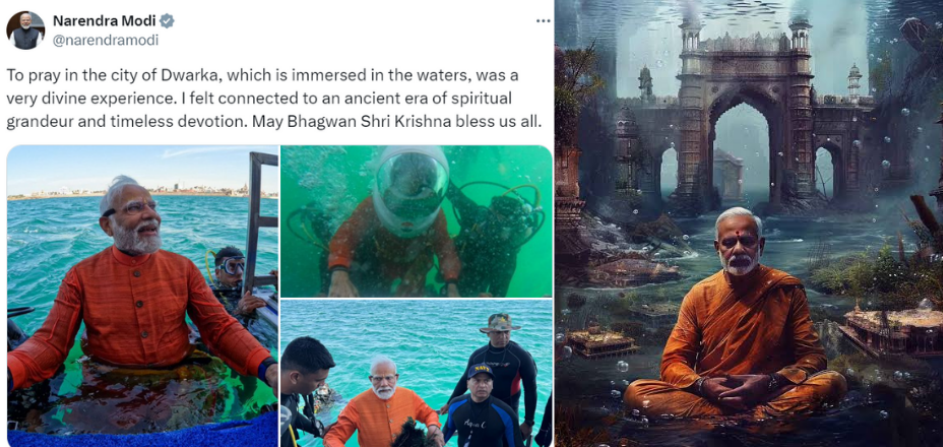 Narendra Modi
@narendramodi
To pray in the city of Dwarka, which is immersed in the waters, was a
very divine experience. I felt connected to an ancient era of spiritual
grandeur and timeless devotion. May Bhagwan Shri Krishna bless us all.
NAVY